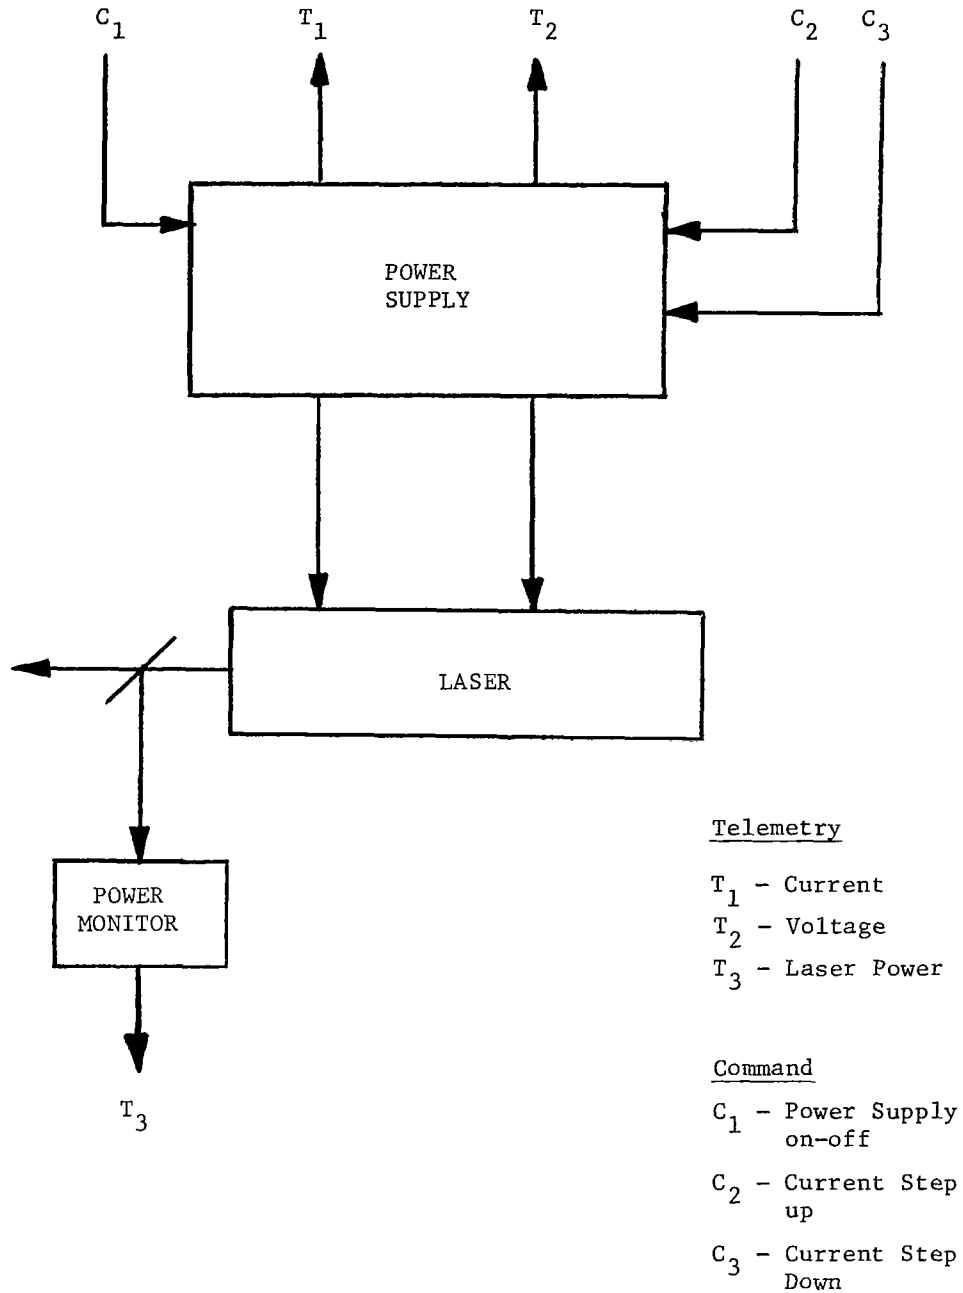 C1 T1 T2 C2 C3
POWER
SUPPLY
LASER
POWER
MONITOR
T3
Telemetry
T1 - Current
T2 - Voltage
T3 - Laser Power
Command
C1 - Power Supply
on-off
C2 - Current Step
up
C3 - Current Step
Down